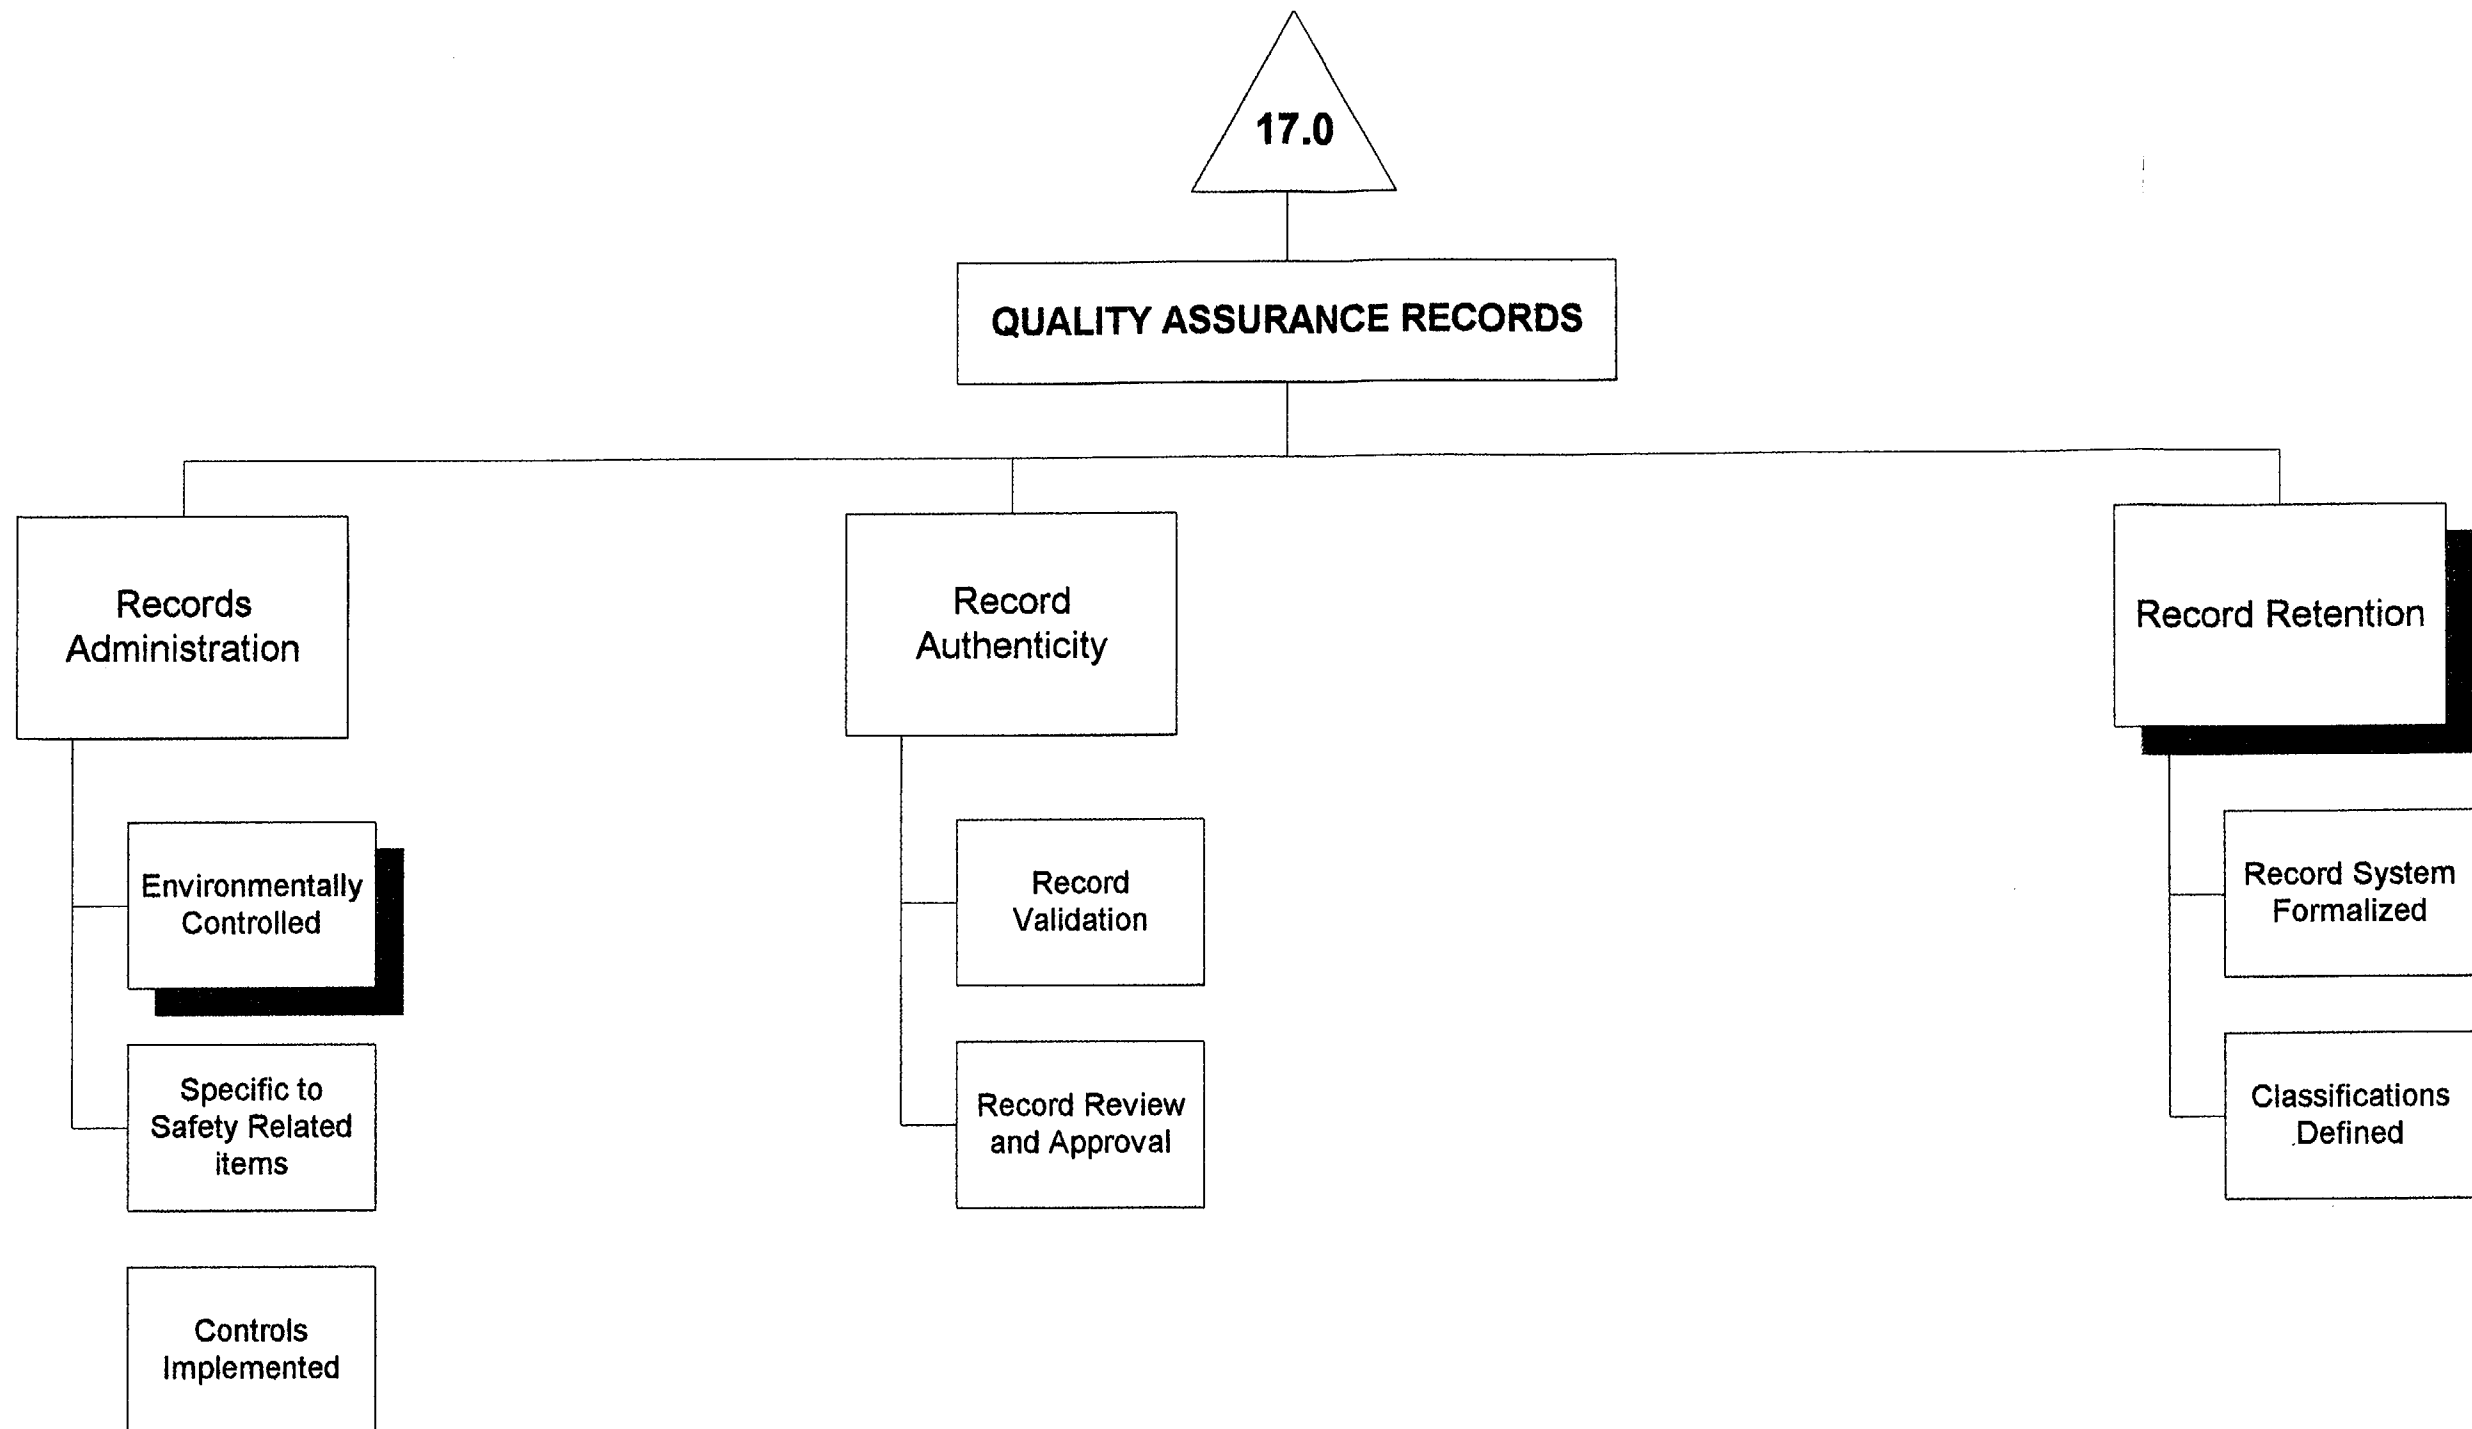 17.0
QUALITY ASSURANCE RECORDS
Records
Administration
Environmentally
Controlled
Specific to
Safety Related
items
Controls
Implemented
Record
Authenticity
Record
Validation
Record Review
and Approval
Record Retention
Record System
Formalized
Classifications
Defined